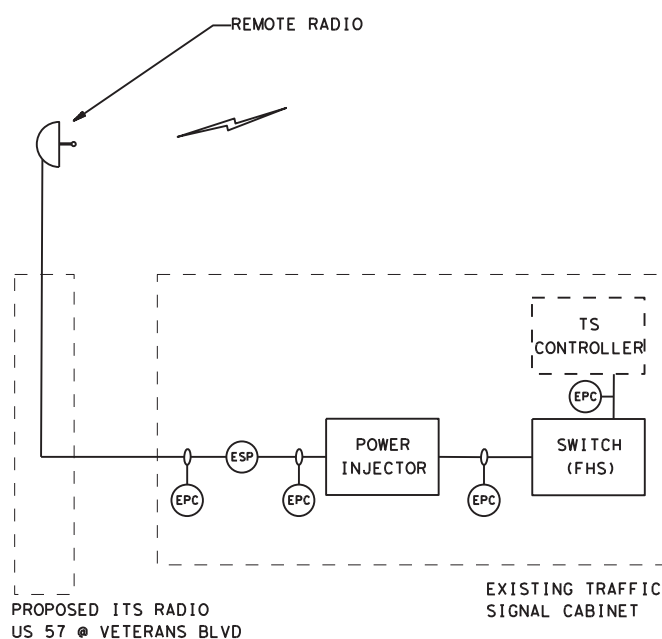 REMOTE RADIO
TS
CONTROLLER
EPC
ESP
POWER
INJECTOR
SWITCH
(FHS)
EPC
EPC
EPC
EXISTING TRAFFIC
SIGNAL CABINET
PROPOSED ITS RADIO
US 57 @ VETERANS BLVD